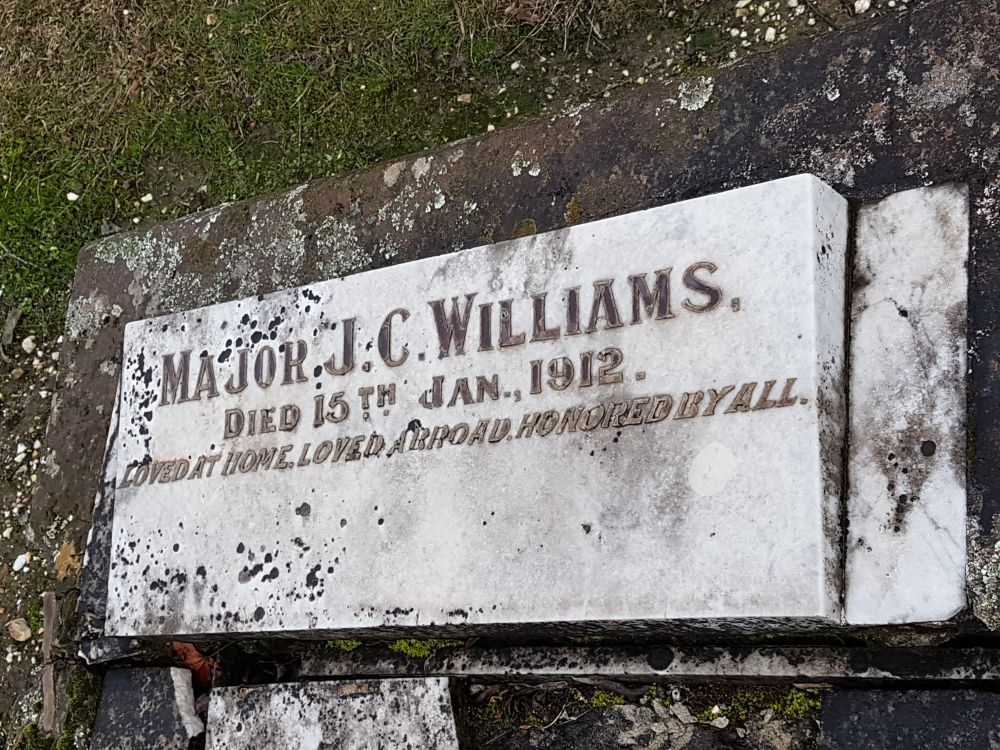 MAJOR J.C. WILLIAMS.
DIED 15TH JAN., 1912.
LOVED AT HOME, LOVED ABROAD, HONORED BY ALL.